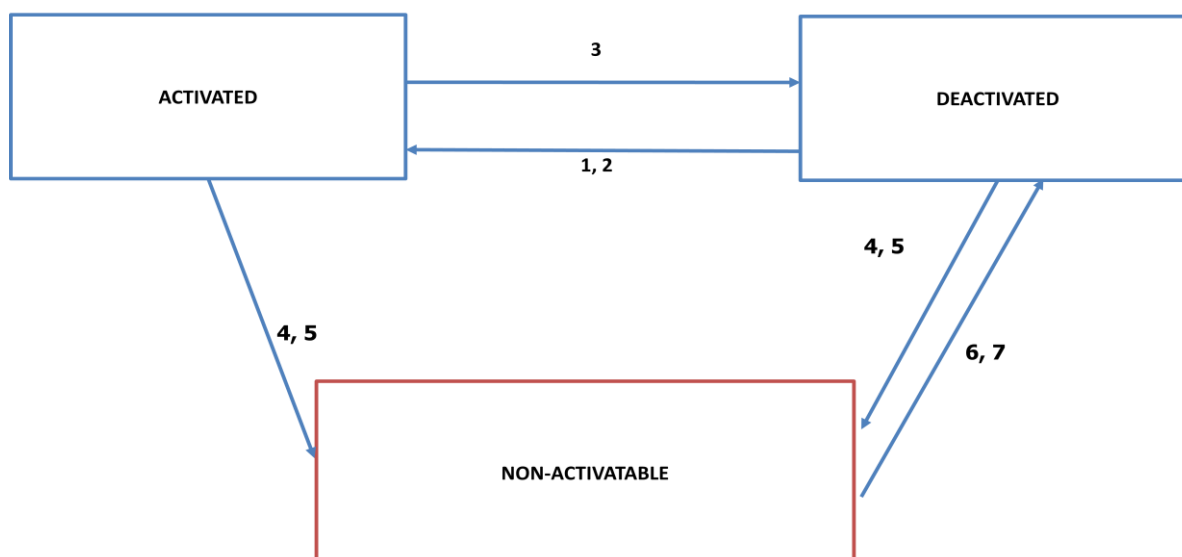 3
ACTIVATED
DEACTIVATED
1, 2
4, 5
4, 5
6, 7
NON-ACTIVATABLE